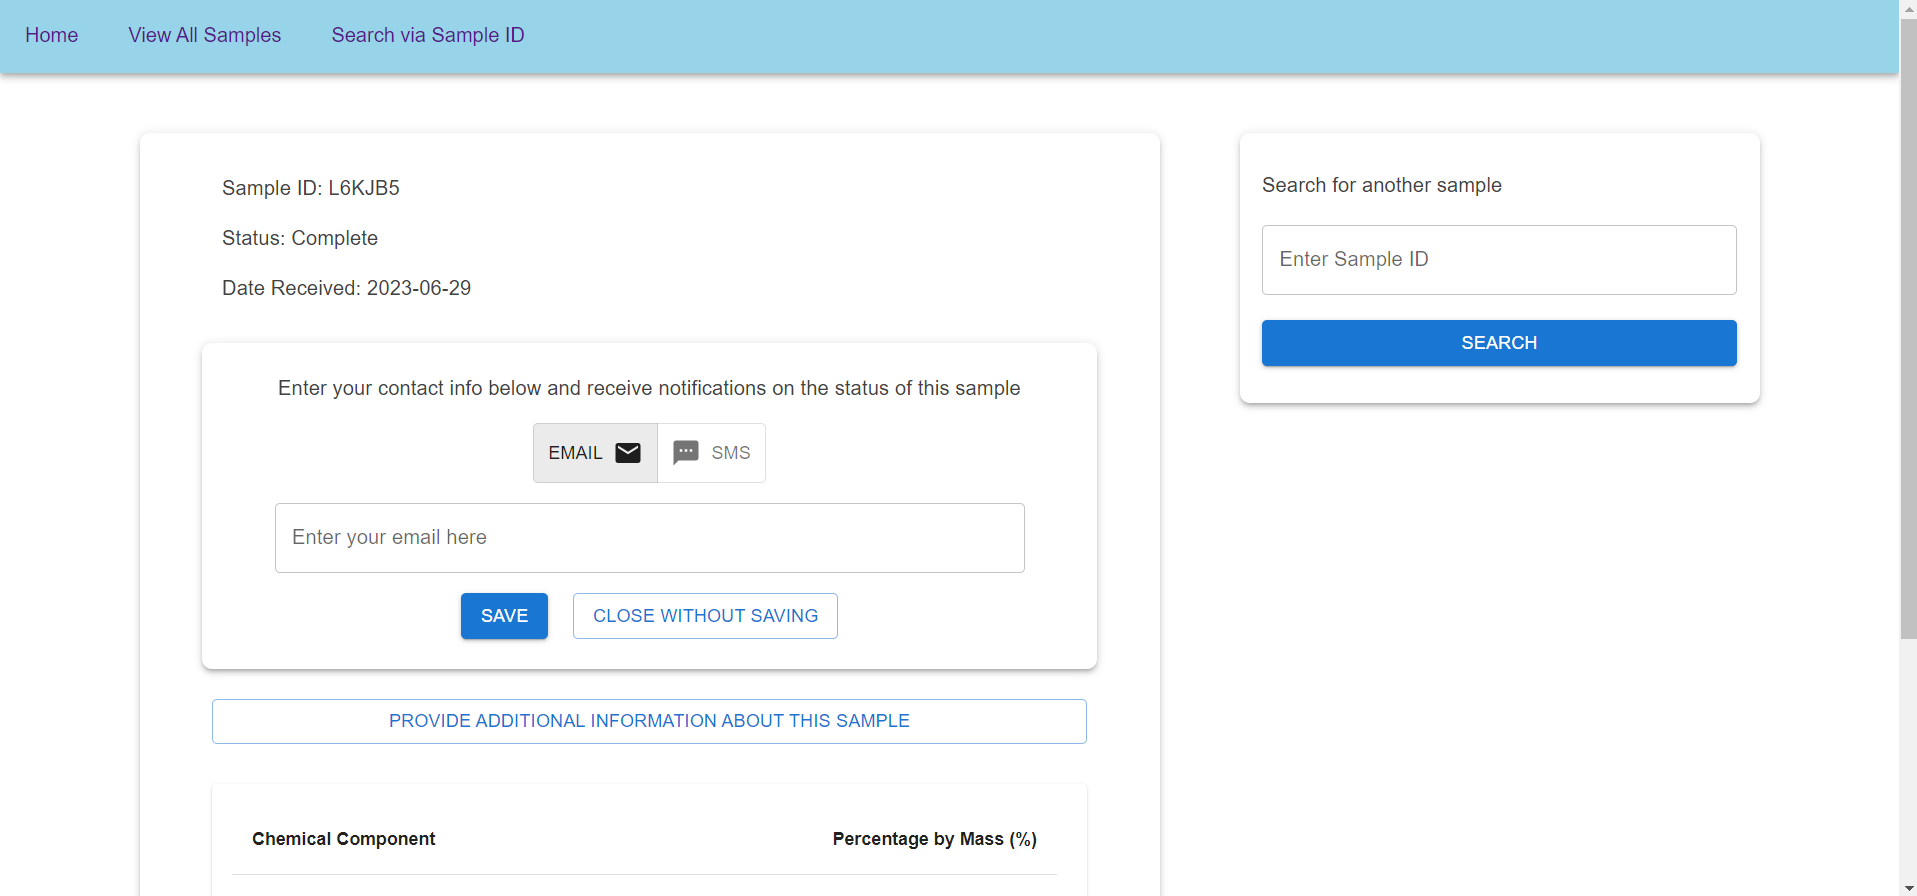 Home View All Samples Search via Sample ID
Sample ID: L6KJB5
Status: Complete
Date Received: 2023-06-29
Enter your contact info below and receive notifications on the status of this sample
EMAIL SMS
Enter your email here
SAVE CLOSE WITHOUT SAVING
PROVIDE ADDITIONAL INFORMATION ABOUT THIS SAMPLE
Chemical Component Percentage by Mass (%)
Search for another sample
Enter Sample ID
SEARCH